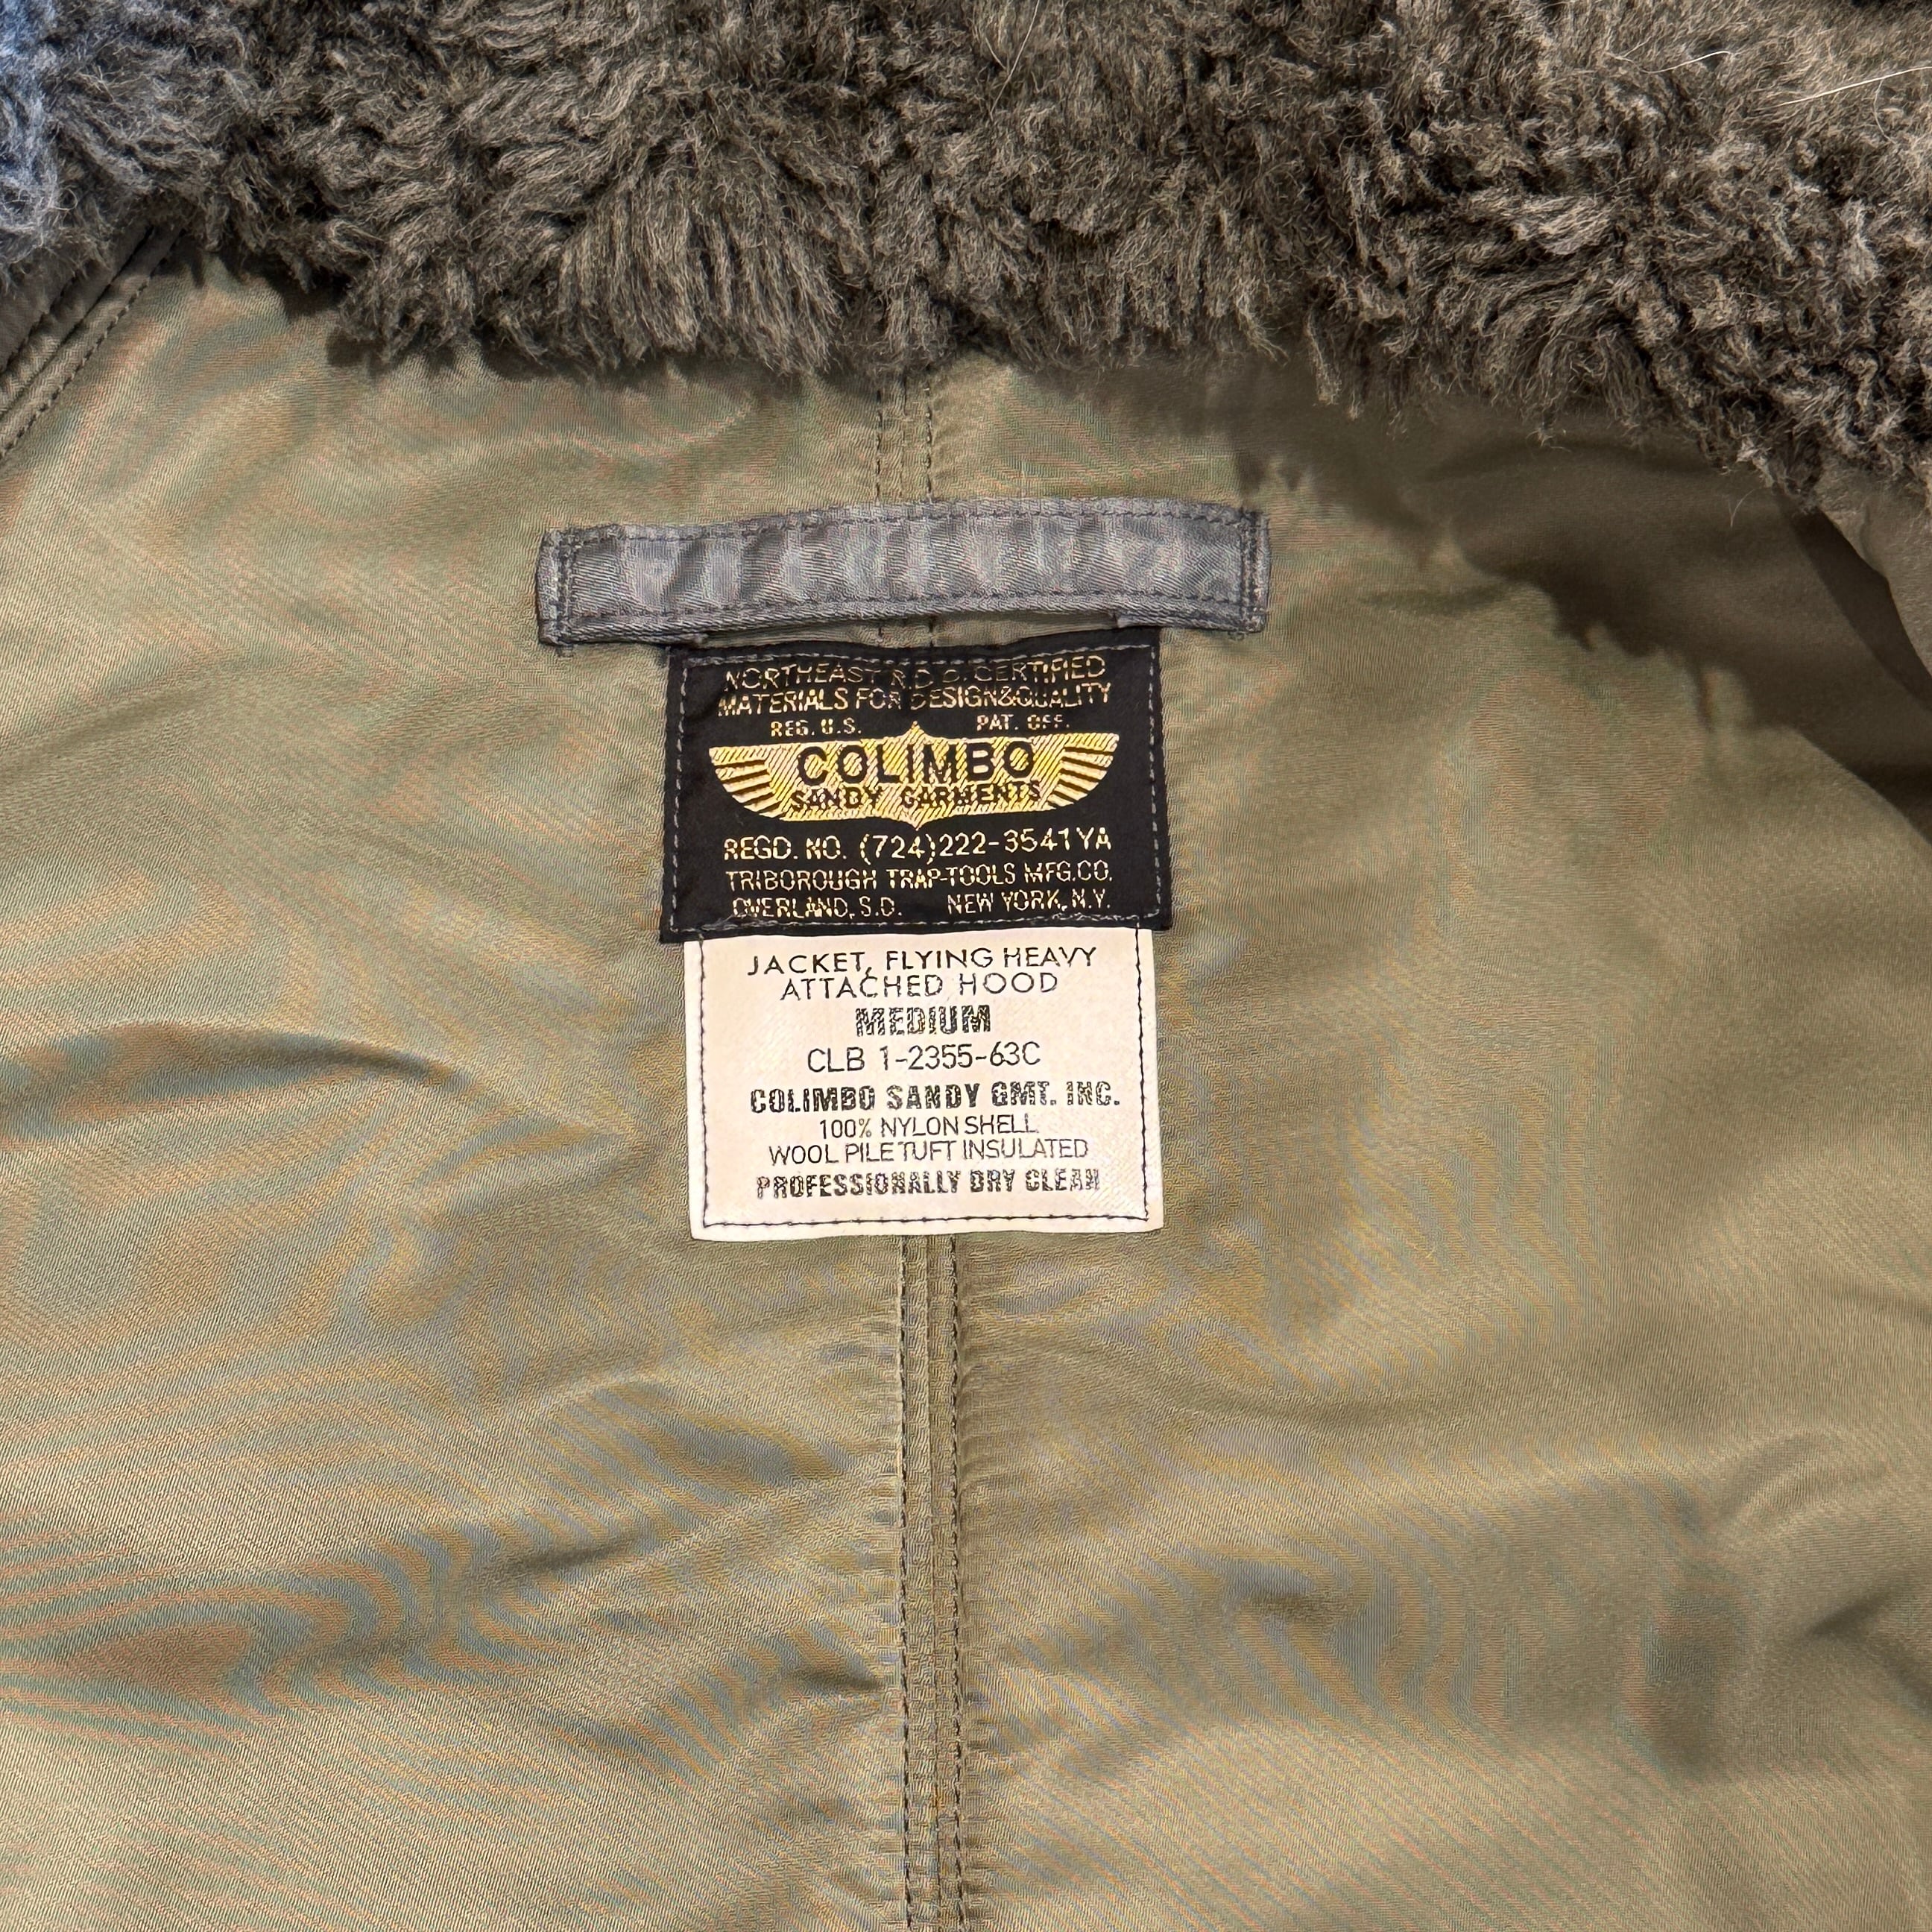 NORTHEAST R.D.D. CERTIFIED
MATERIALS FOR DESIGN&QUALITY
REG. U.S. PAT. OFF.
COLIMBO
SANDY GARMENTS
REGD. NO. (724)222-3541YA
TRIBOROUGH TRAP-TOOLS MFG.CO.
OVERLAND, S.D. NEW YORK, N.Y.
JACKET, FLYING HEAVY
ATTACHED HOOD
MEDIUM
CLB 1-2355-63C
COLIMBO SANDY GMT. INC.
100% NYLON SHELL
WOOL PILE TUFT INSULATED
PROFESSIONALLY DRY CLEAN